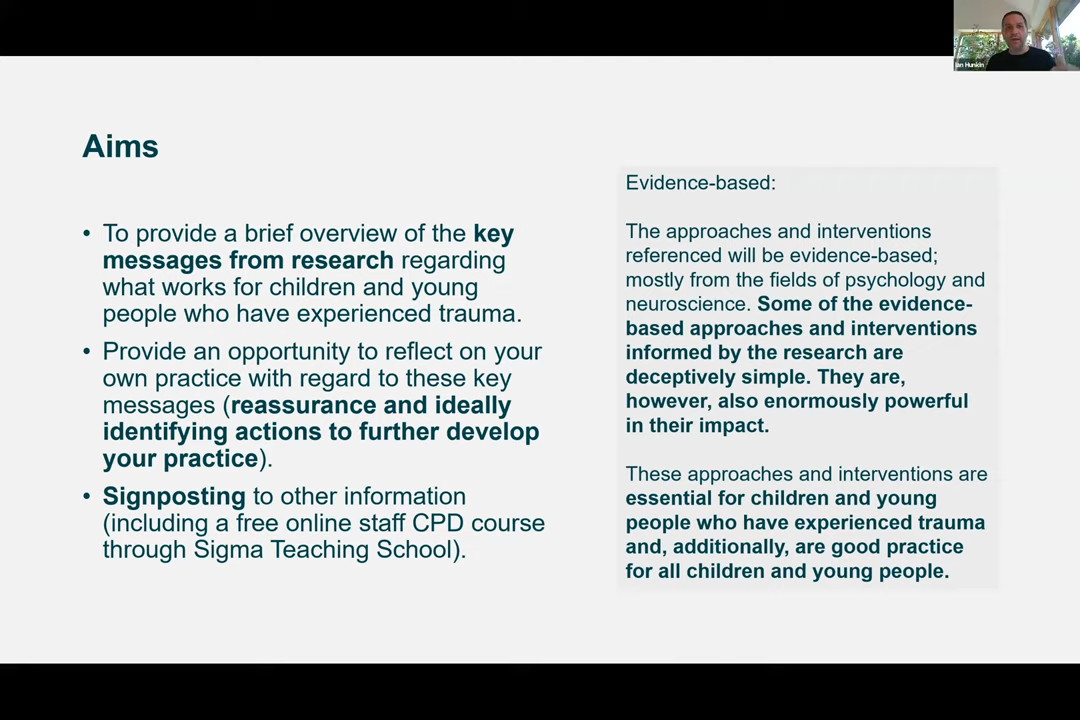 Ian Hunkin
Aims
• To provide a brief overview of the key
messages from research regarding
what works for children and young
people who have experienced trauma.
• Provide an opportunity to reflect on your
own practice with regard to these key
messages (reassurance and ideally
identifying actions to further develop
your practice).
• Signposting to other information
(including a free online staff CPD course
through Sigma Teaching School).
Evidence-based:
The approaches and interventions
referenced will be evidence-based;
mostly from the fields of psychology and
neuroscience. Some of the evidence-
based approaches and interventions
informed by the research are
deceptively simple. They are,
however, also enormously powerful
in their impact.
These approaches and interventions are
essential for children and young
people who have experienced trauma
and, additionally, are good practice
for all children and young people.